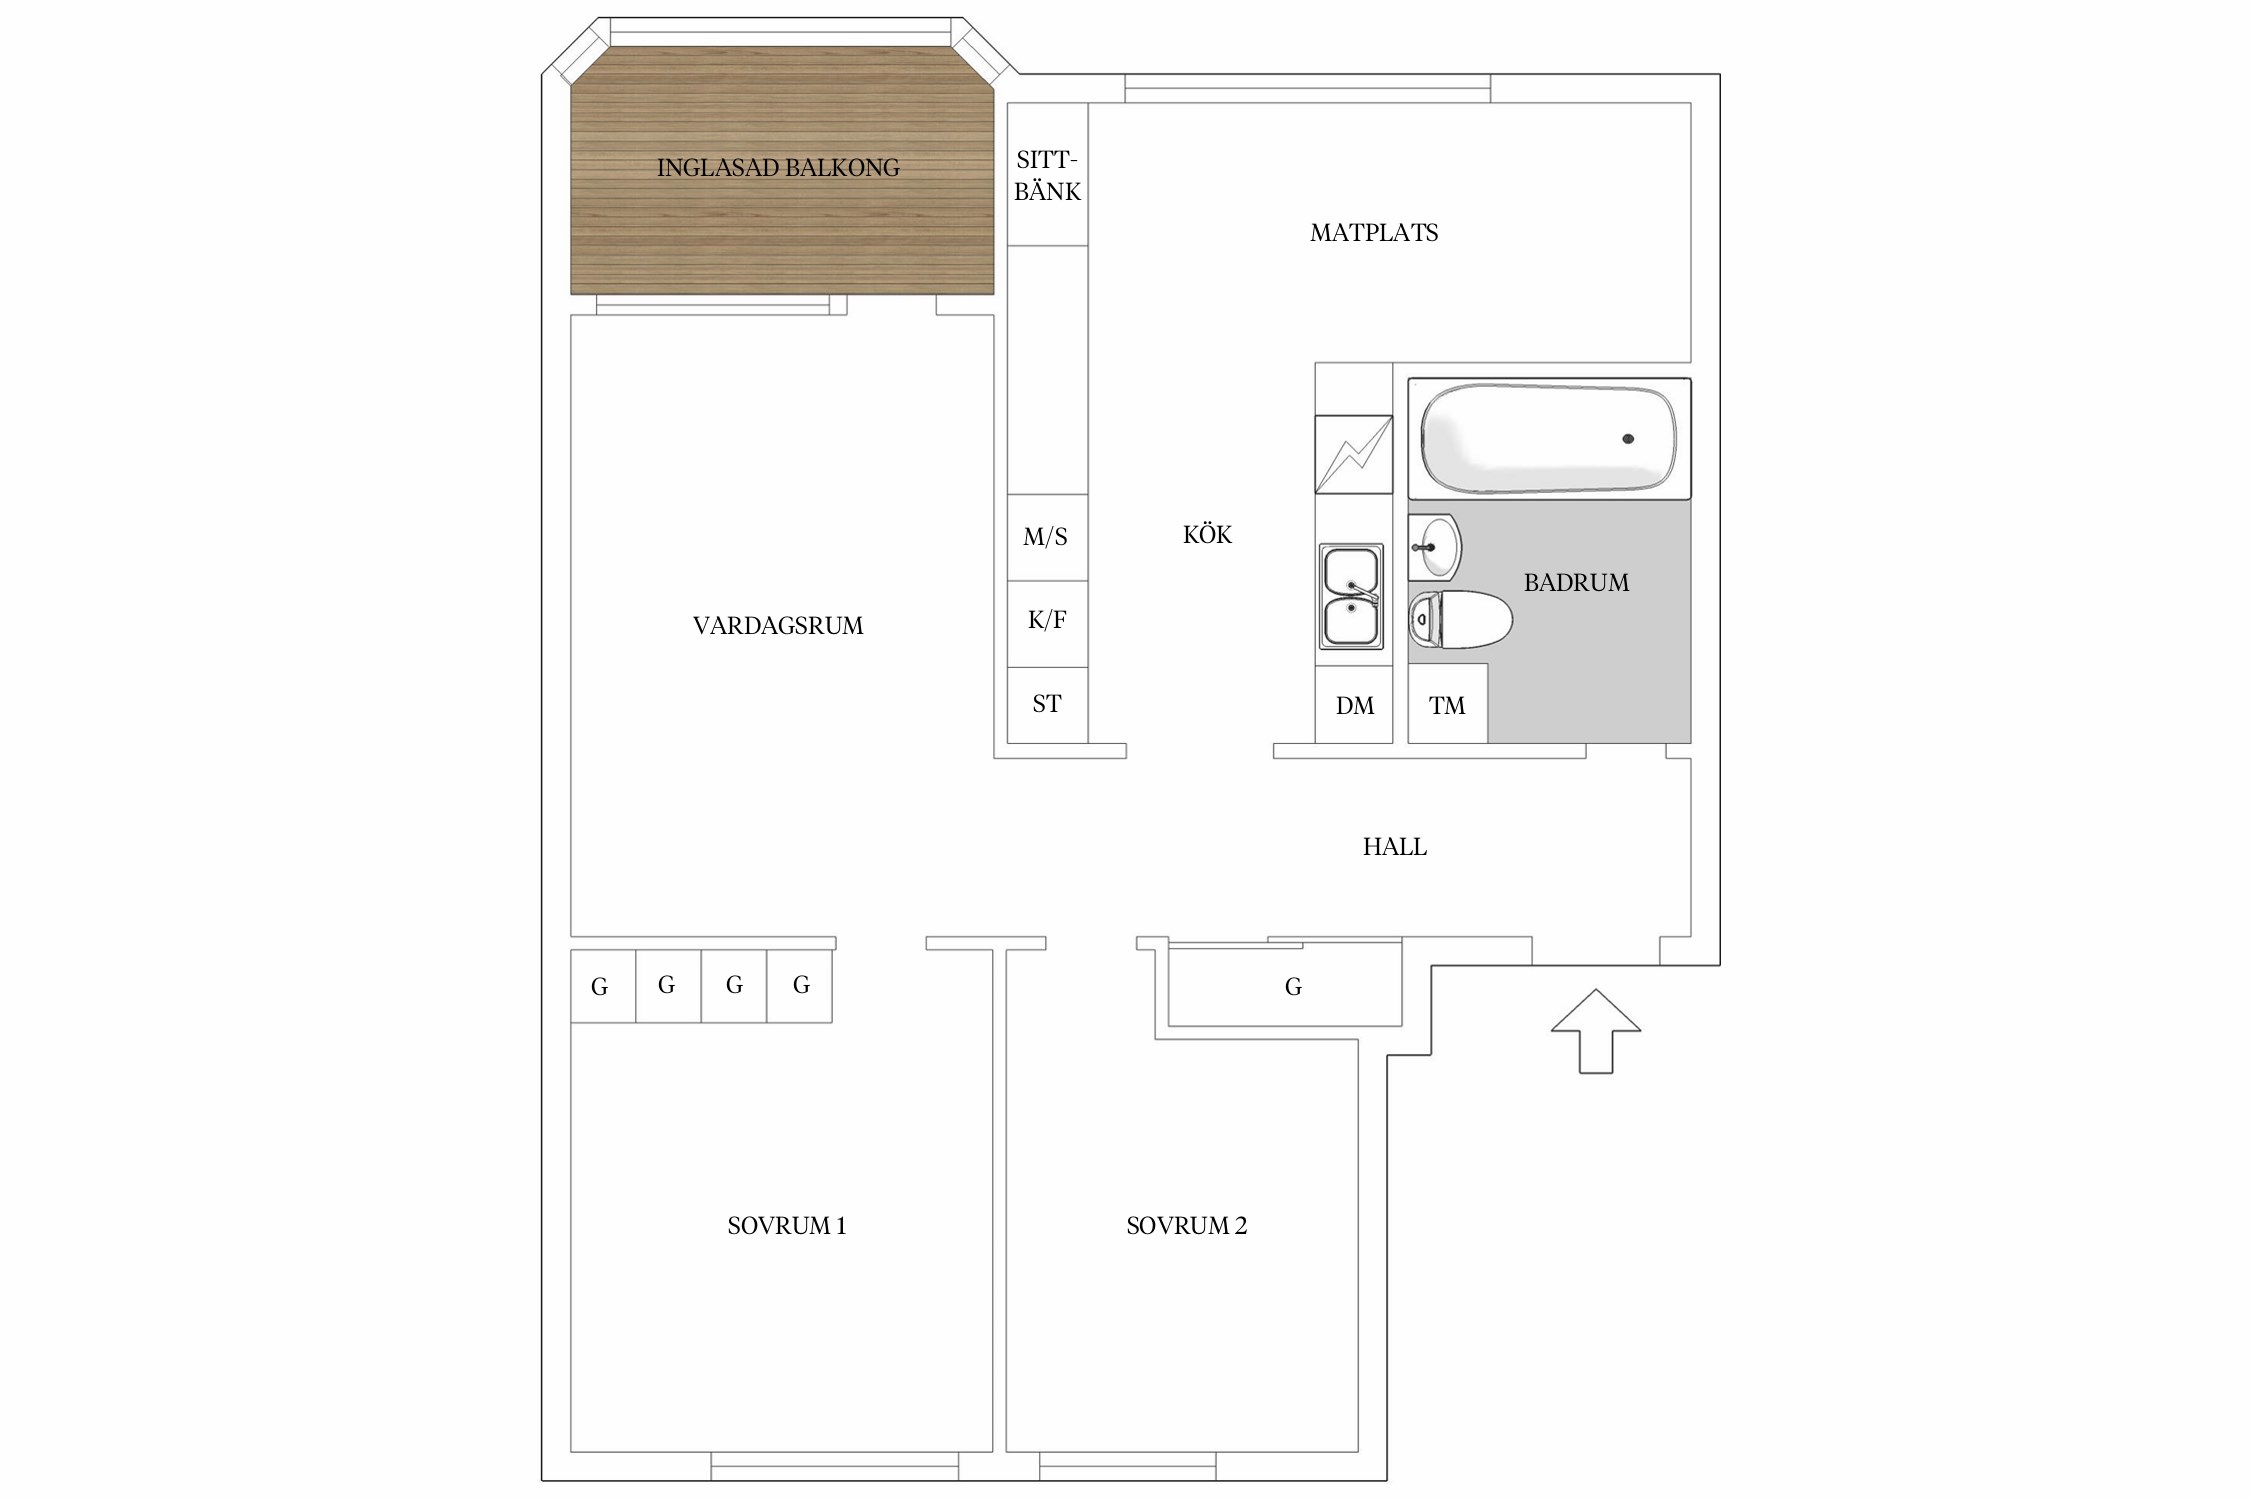 INGLASAD BALKONG
SITT-
BÄNK
MATPLATS
M/S
KÖK
K/F
BADRUM
VARDAGSRUM
ST
DM
TM
HALL
G
G
G
G
G
SOVRUM 1
SOVRUM 2